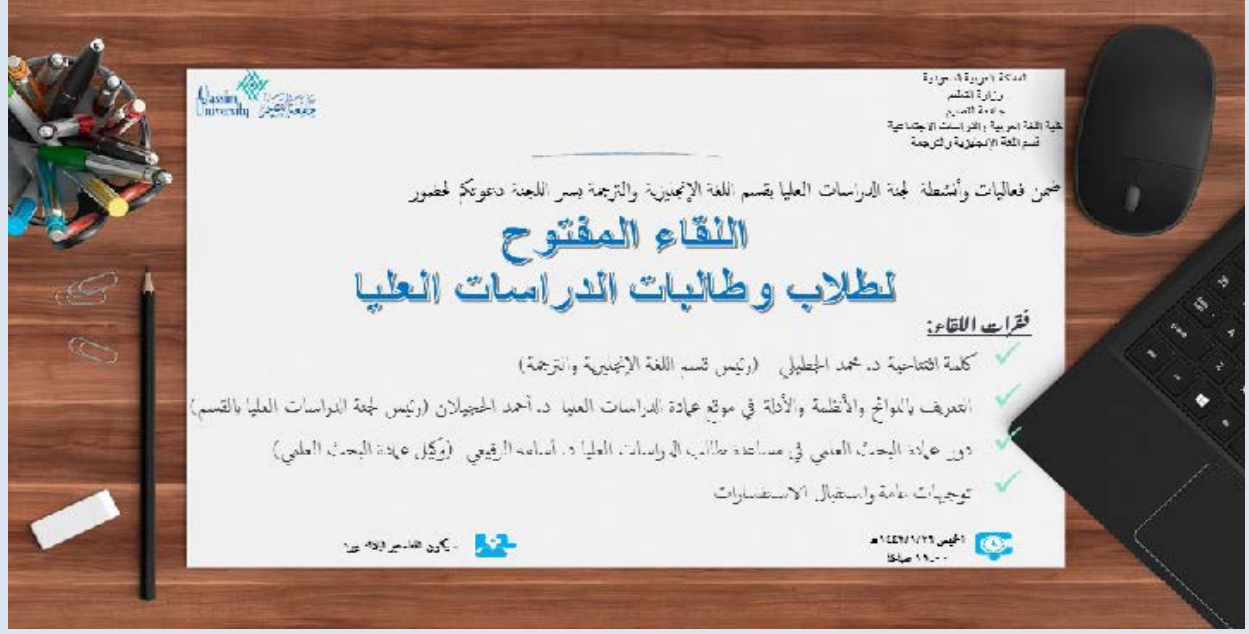 Qassim
University
جامعة القصيم
المملكة العربية السعودية
وزارة التعليم
جامعة القصيم
كلية اللغة العربية والدراسات الاجتماعية
قسم اللغة الإنجليزية والترجمة
ضمن فعاليات وأنشطة لجنة الدراسات العليا بقسم اللغة الإنجليزية والترجمة يسر اللجنة دعوتكم لحضور
اللقاء المفتوح
لطلاب وطالبات الدراسات العليا
فقرات اللقاء:
كلمة افتتاحية د. محمد الجطيلي (رئيس قسم اللغة الإنجليزية والترجمة)
التعريف باللوائح والأنظمة والأدلة في موقع عمادة الدراسات العليا د. أحمد الحجيلان (رئيس لجنة الدراسات العليا بالقسم)
دور عمادة البحث العلمي في مساعدة طالب الدراسات العليا د. أسامة الرقيعي (وكيل عمادة البحث العلمي)
توجيهات عامة واستقبال الاستفسارات
الخميس
صباحًا